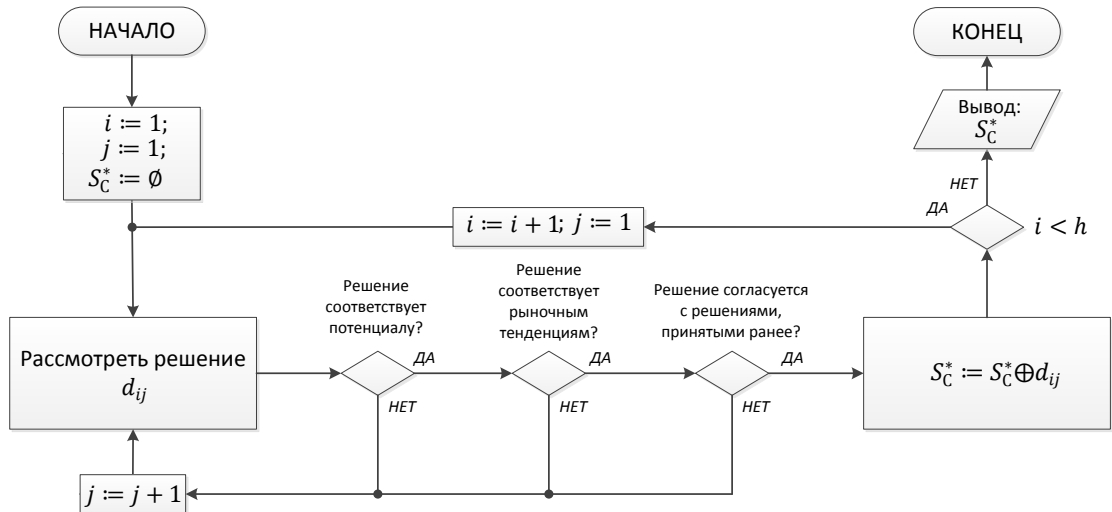 НАЧАЛО
i ≔ 1;
j ≔ 1;
S*C ≔ ∅
Рассмотреть решение
dij
j ≔ j + 1
Решение
соответствует
потенциалу?
ДА
НЕТ
Решение
соответствует
рыночным
тенденциям?
ДА
НЕТ
Решение согласуется
с решениями,
принятыми ранее?
ДА
НЕТ
S*C ≔ S*C⊕dij
i < h
ДА
НЕТ
i ≔ i + 1; j ≔ 1
Вывод:
S*C
КОНЕЦ